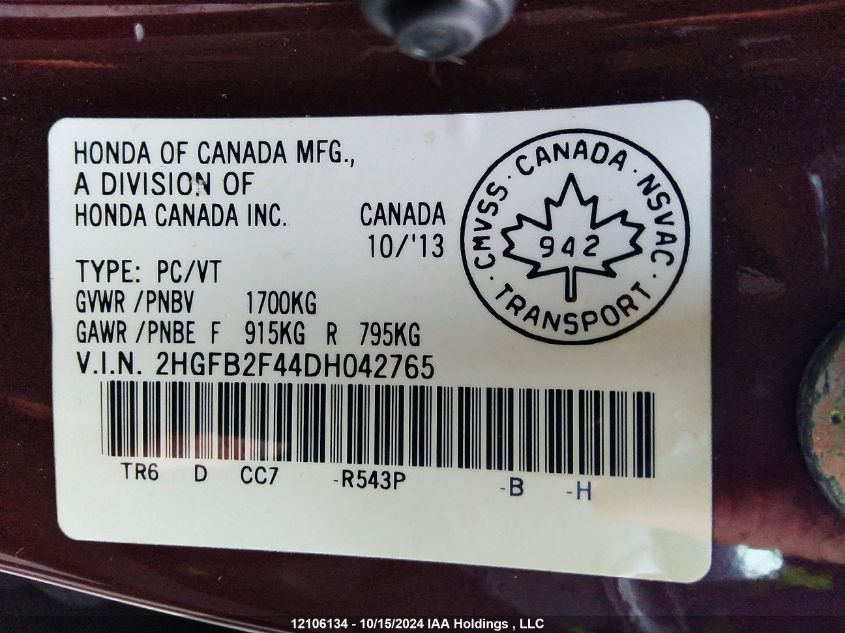 HONDA OF CANADA MFG.,
A DIVISION OF
HONDA CANADA INC. CANADA
10/'13
CMVSS · CANADA · NSVAC ·
942
TRANSPORT
TYPE: PC/VT
GVWR /PNBV 1700KG
GAWR /PNBE F 915KG R 795KG
V.I.N. 2HGFB2F44DH042765
TR6 D CC7 -R543P -B -H
12106134 - 10/15/2024 IAA Holdings , LLC